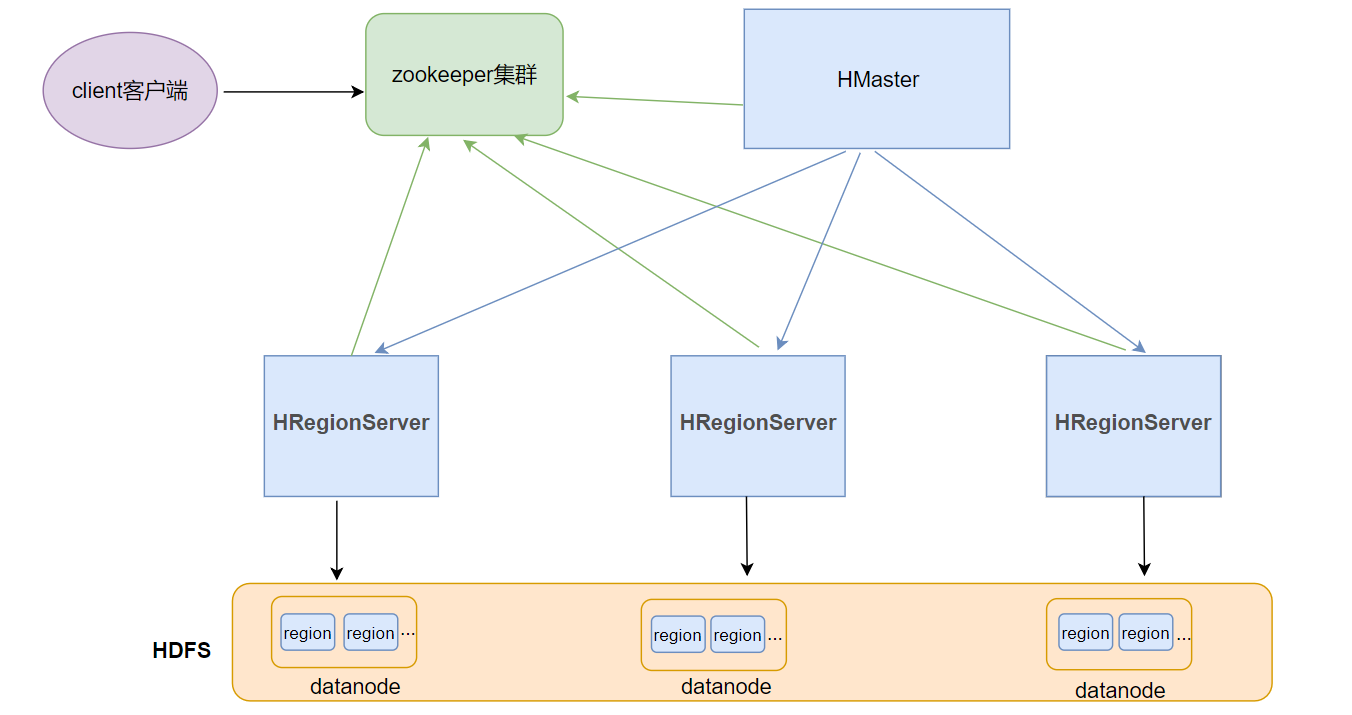 client客户端
zookeeper集群
HMaster
HRegionServer
HRegionServer
HRegionServer
HDFS
region
region
...
datanode
region
region
...
datanode
region
region
...
datanode